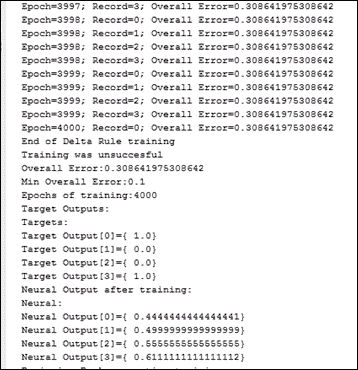 Epoch=3997; Record=3; Overall Error=0.308641975308642
Epoch=3998; Record=0; Overall Error=0.308641975308642
Epoch=3998; Record=1; Overall Error=0.308641975308642
Epoch=3998; Record=2; Overall Error=0.308641975308642
Epoch=3998; Record=3; Overall Error=0.308641975308642
Epoch=3999; Record=0; Overall Error=0.308641975308642
Epoch=3999; Record=1; Overall Error=0.308641975308642
Epoch=3999; Record=2; Overall Error=0.308641975308642
Epoch=3999; Record=3; Overall Error=0.308641975308642
Epoch=4000; Record=0; Overall Error=0.308641975308642
End of Delta Rule training
Training was unsuccesful
Overall Error:0.308641975308642
Min Overall Error:0.1
Epochs of training:4000
Target Outputs:
Targets:
Target Output[0]={ 1.0}
Target Output[1]={ 0.0}
Target Output[2]={ 0.0}
Target Output[3]={ 1.0}
Neural Output after training:
Neural:
Neural Output[0]={ 0.4444444444444441}
Neural Output[1]={ 0.4999999999999999}
Neural Output[2]={ 0.5555555555555555}
Neural Output[3]={ 0.6111111111111112}